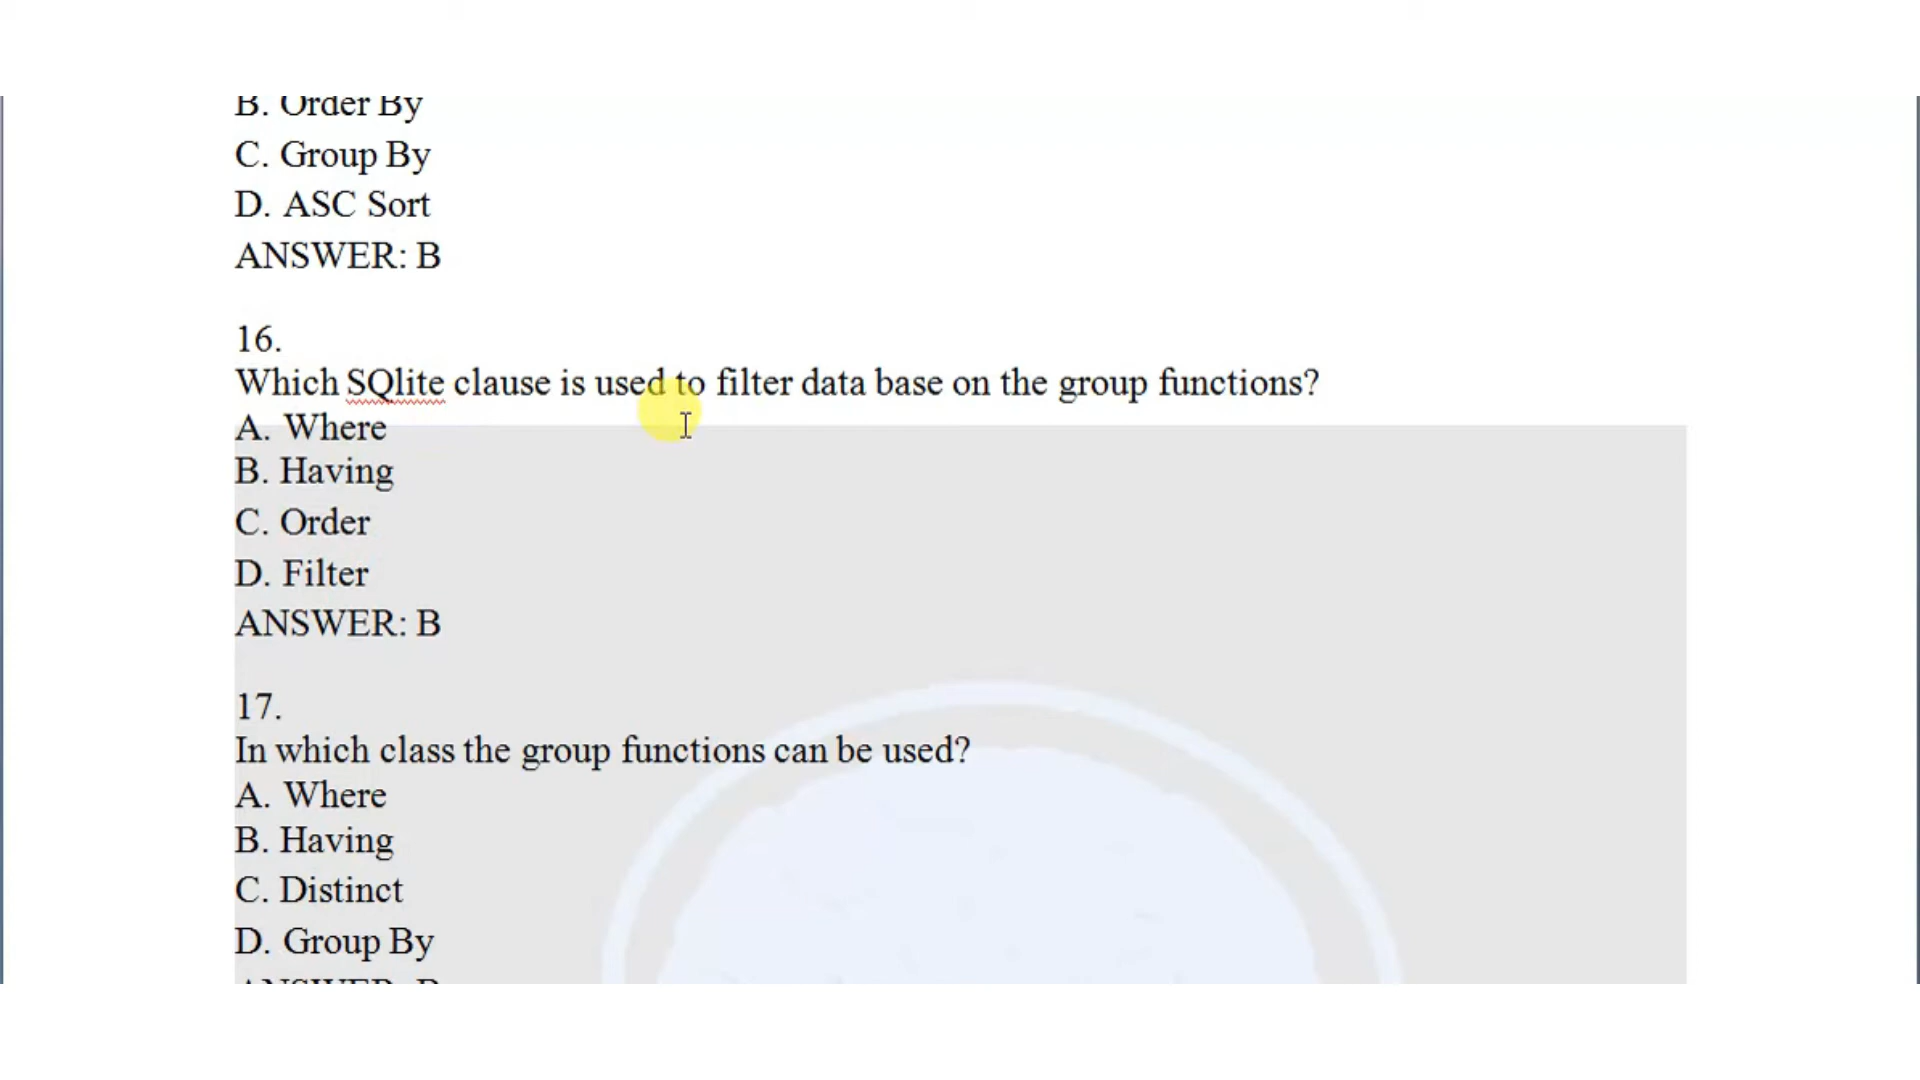 B. Order By
C. Group By
D. ASC Sort
ANSWER: B
16.
Which SQlite clause is used to filter data base on the group functions?
A. Where
B. Having
C. Order
D. Filter
ANSWER: B
17.
In which class the group functions can be used?
A. Where
B. Having
C. Distinct
D. Group By